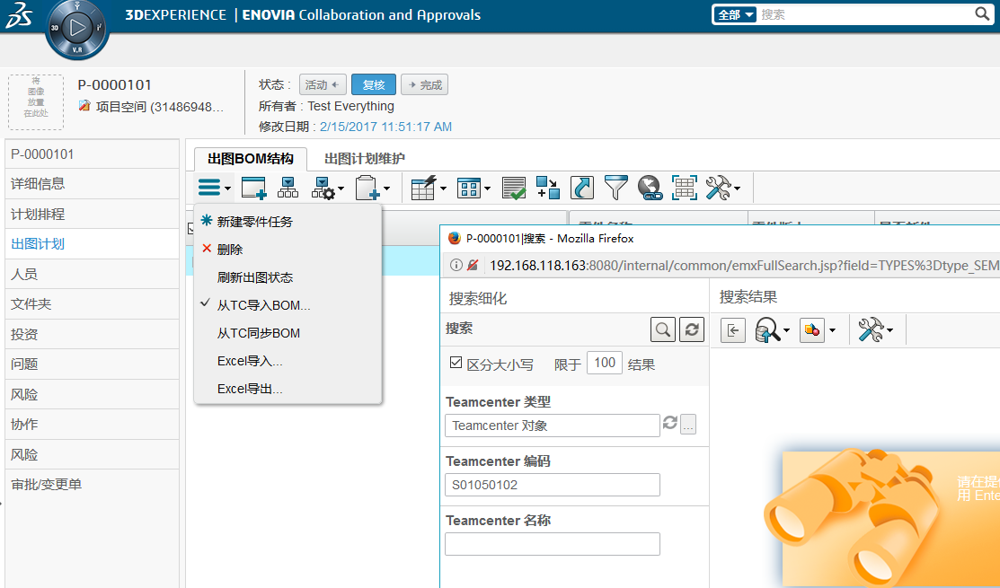 3DEXPERIENCE | ENOVIA Collaboration and Approvals
全部
搜索
3D
V.R
将
图像
放置
在此处
P-0000101
项目空间 (31486948...
状态 :
活动
复核
完成
所有者 : Test Everything
修改日期 : 2/15/2017 11:51:17 AM
P-0000101
详细信息
计划排程
出图计划
人员
文件夹
投资
问题
风险
协作
风险
审批/变更单
出图BOM结构
出图计划维护
新建零件任务
删除
刷新出图状态
从TC导入BOM...
从TC同步BOM
Excel导入...
Excel导出...
P-0000101|搜索 - Mozilla Firefox
192.168.118.163:8080/internal/common/emxFullSearch.jsp?field=TYPES%3Dtype_SEM
搜索细化
搜索结果
搜索
区分大小写
限于
100
结果
Teamcenter 类型
Teamcenter 对象
...
Teamcenter 编码
S01050102
Teamcenter 名称
请在提
用 Ente